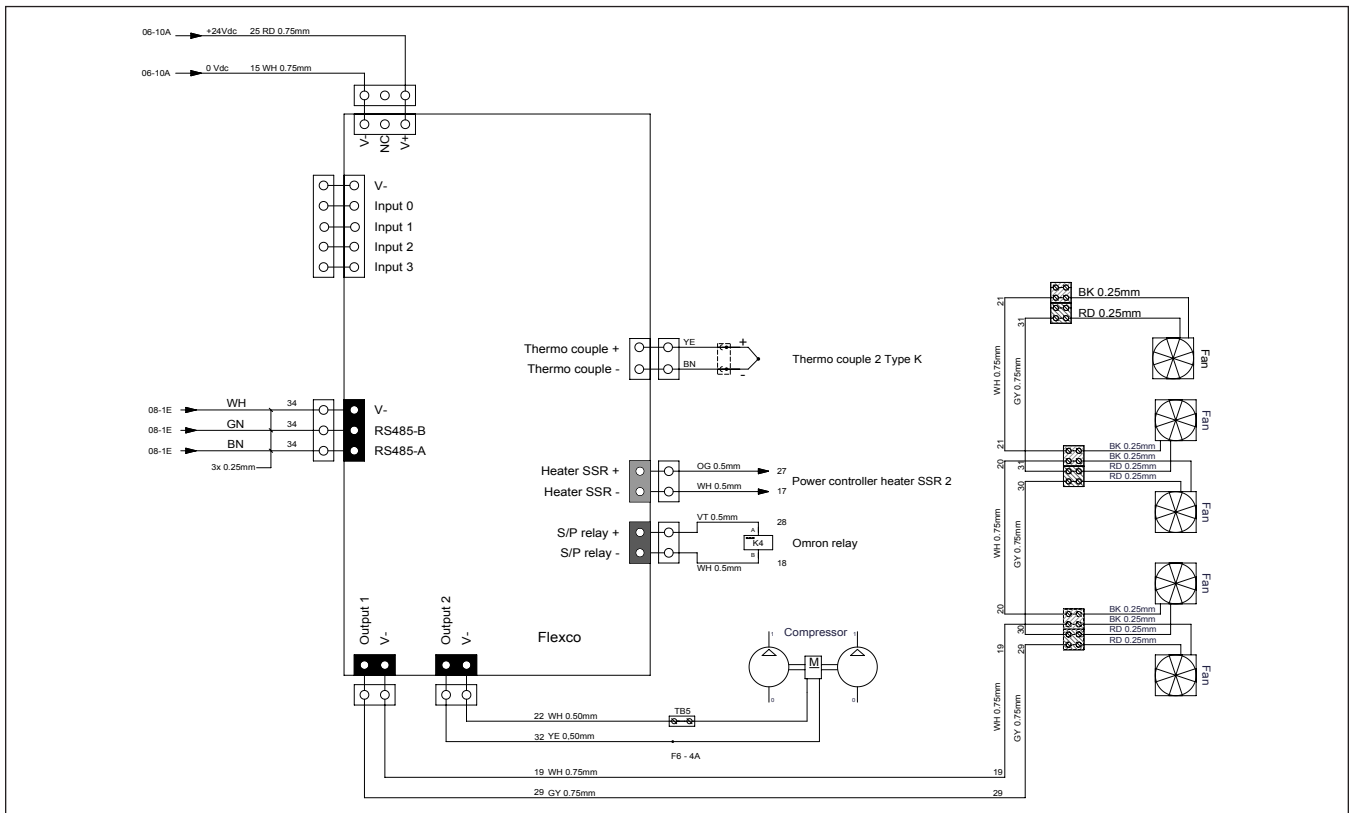 06-10A +24Vdc 25 RD 0.75mm
06-10A 0 Vdc 15 WH 0.75mm
V- NC V+
V-
Input 0
Input 1
Input 2
Input 3
Thermo couple + YE +
Thermo couple - BN -
Thermo couple 2 Type K
08-1E WH 34 V-
08-1E GN 34 RS485-B
08-1E BN 34 RS485-A
3x 0.25mm
Heater SSR + OG 0.5mm 27
Heater SSR - WH 0.5mm 17
Power controller heater SSR 2
S/P relay + VT 0.5mm 28
A
K4
B
Omron relay
S/P relay - WH 0.5mm 18
Output 1
V-
Output 2
V-
Flexco
Compressor
1 1
M
0 0
22 WH 0.50mm TB5
32 YE 0,50mm
F6 - 4A
19 WH 0.75mm 19
29 GY 0.75mm 29
21 BK 0.25mm
31 RD 0.25mm
Fan
WH 0.75mm
GY 0.75mm
Fan
21 BK 0.25mm
20 BK 0.25mm
31 RD 0.25mm
30 RD 0.25mm
Fan
WH 0.75mm
GY 0.75mm
Fan
20 BK 0.25mm
BK 0.25mm
30 RD 0.25mm
19 29 RD 0.25mm
Fan
WH 0.75mm
GY 0.75mm